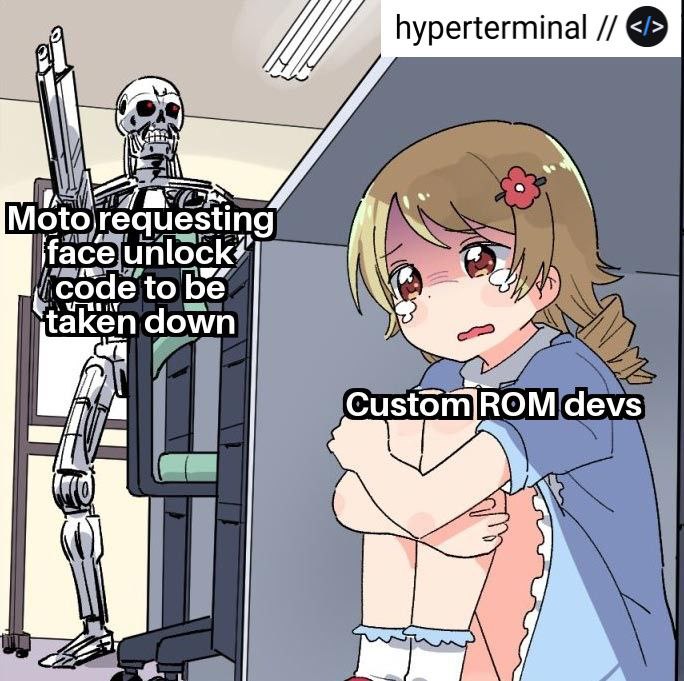 hyperterminal // </>
Moto requesting
face unlock
code to be
taken down
Custom ROM devs